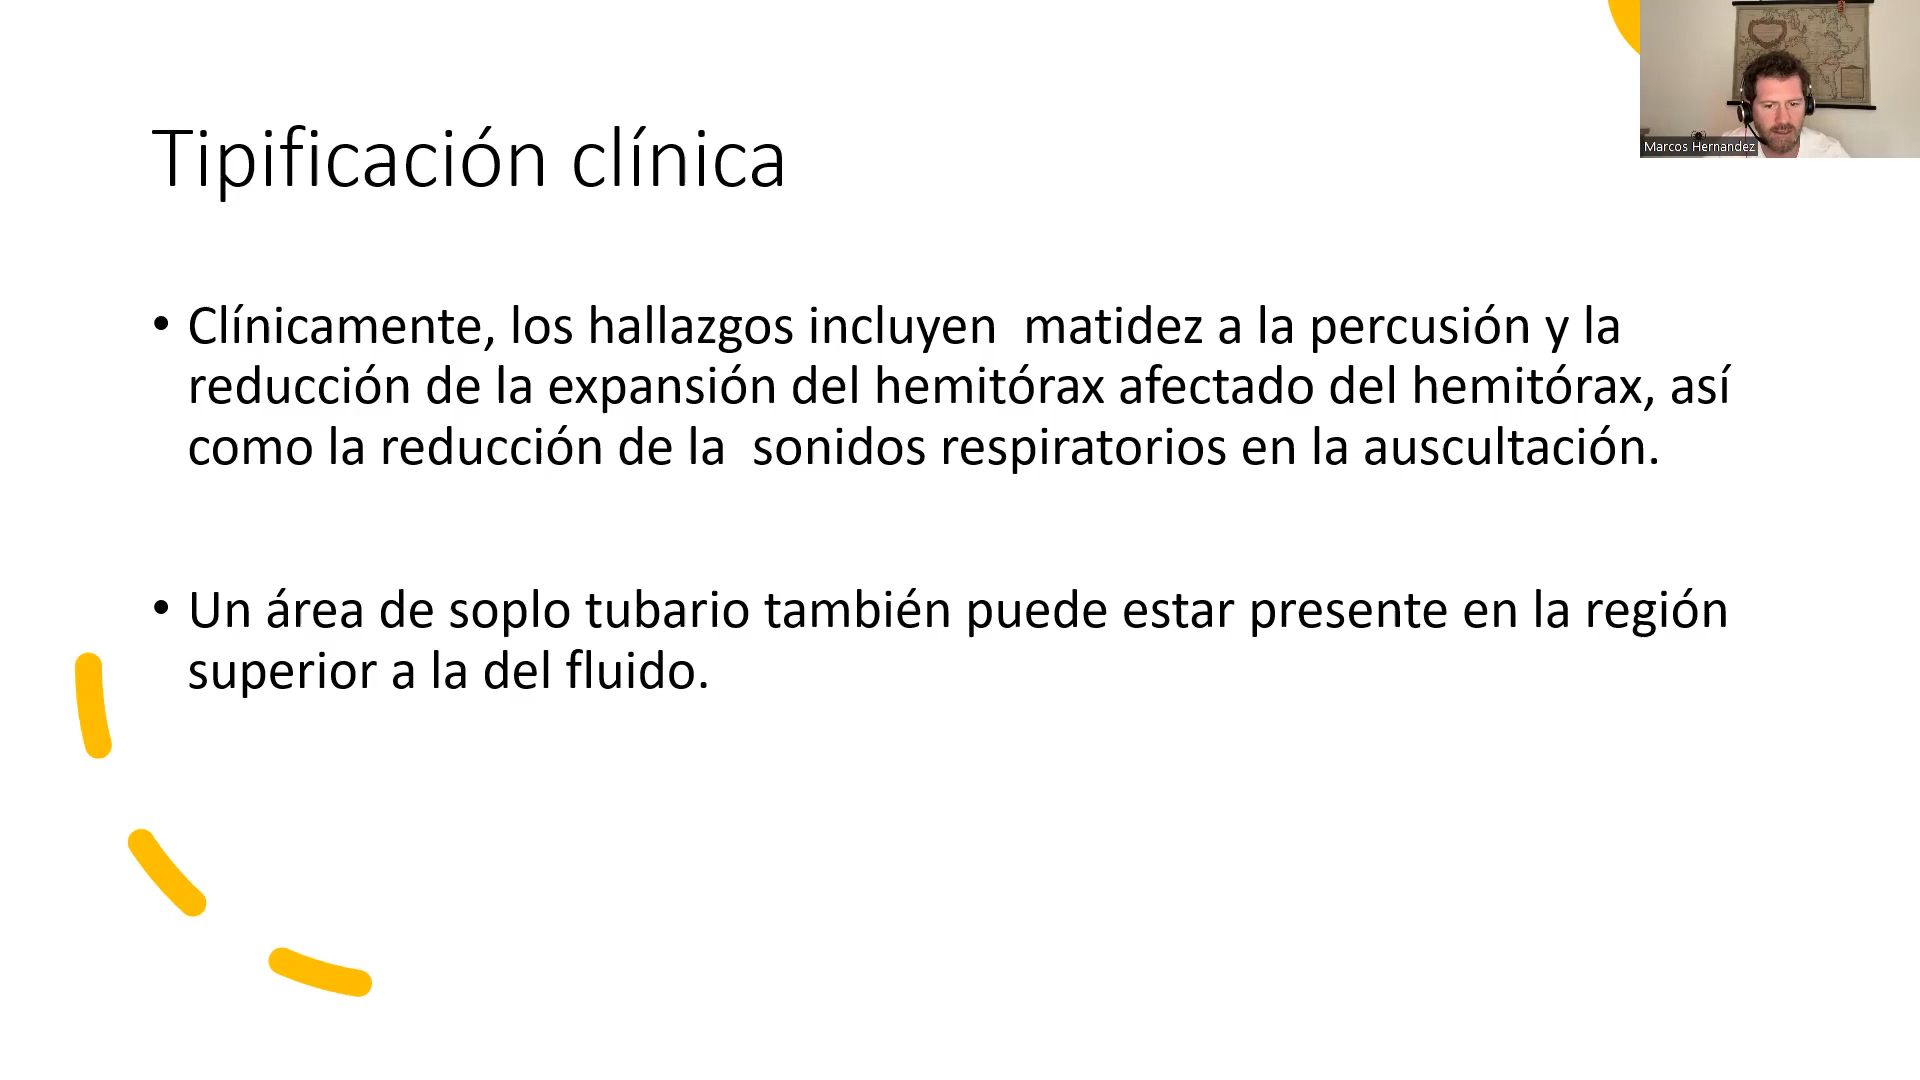 Tipificación clínica
Marcos Hernandez
• Clínicamente, los hallazgos incluyen  matidez a la percusión y la
reducción de la expansión del hemitórax afectado del hemitórax, así
como la reducción de la  sonidos respiratorios en la auscultación.
• Un área de soplo tubario también puede estar presente en la región
superior a la del fluido.